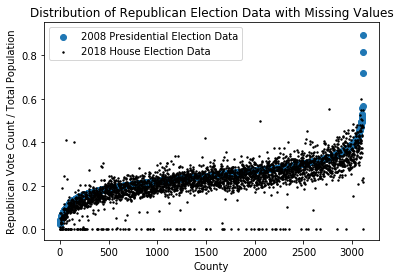 Distribution of Republican Election Data with Missing Values
2008 Presidential Election Data
2018 House Election Data
Republican Vote Count / Total Population
0.8
0.6
0.4
0.2
0.0
0 500 1000 1500 2000 2500 3000
County